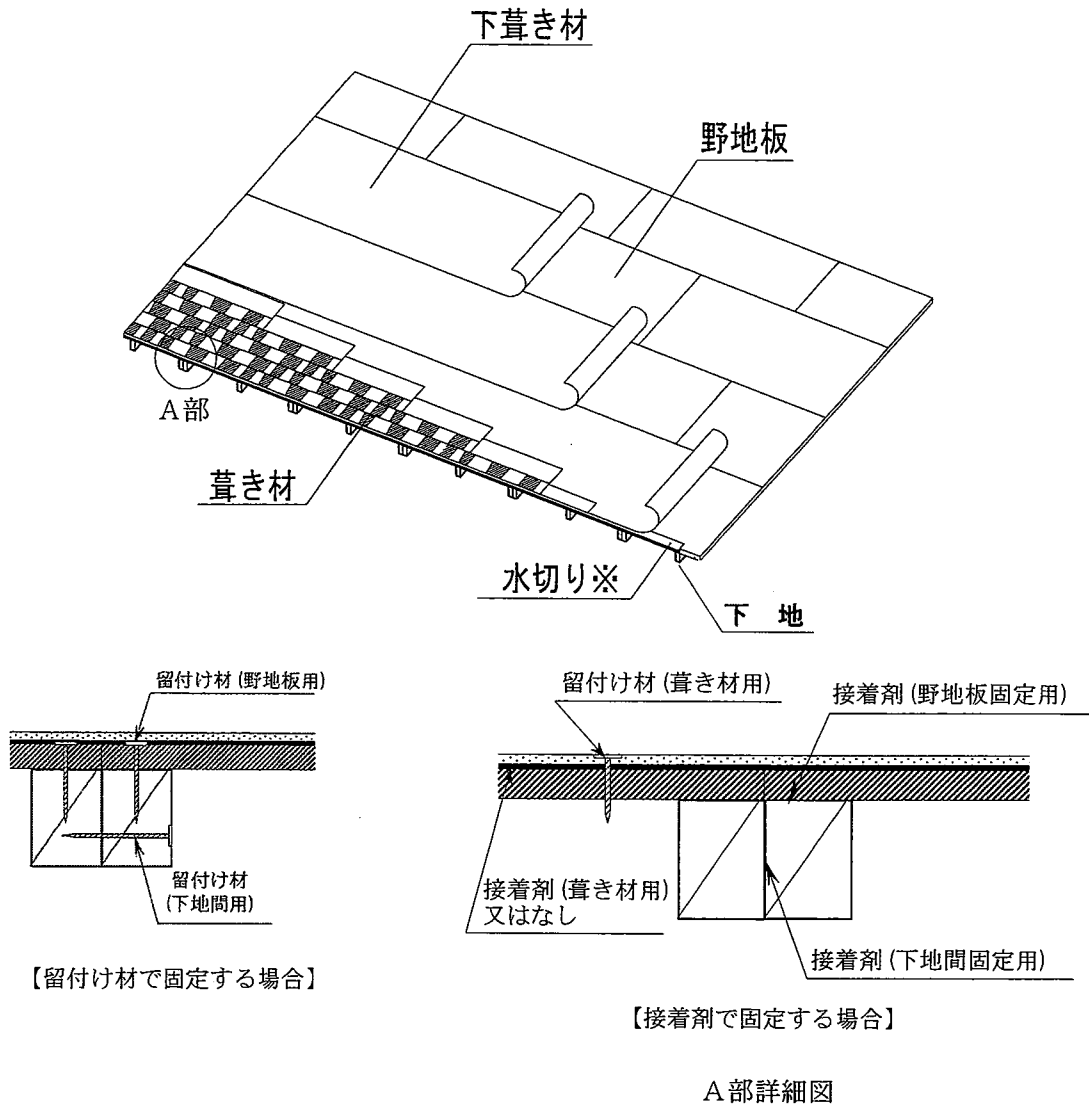 下葺き材
野地板
A部
葺き材
水切り※
下 地
留付け材(野地板用)
留付け材
(下地間用)
【留付け材で固定する場合】
留付け材(葺き材用)
接着剤(野地板固定用)
接着剤(葺き材用)
又はなし
接着剤(下地間固定用)
【接着剤で固定する場合】
A部詳細図